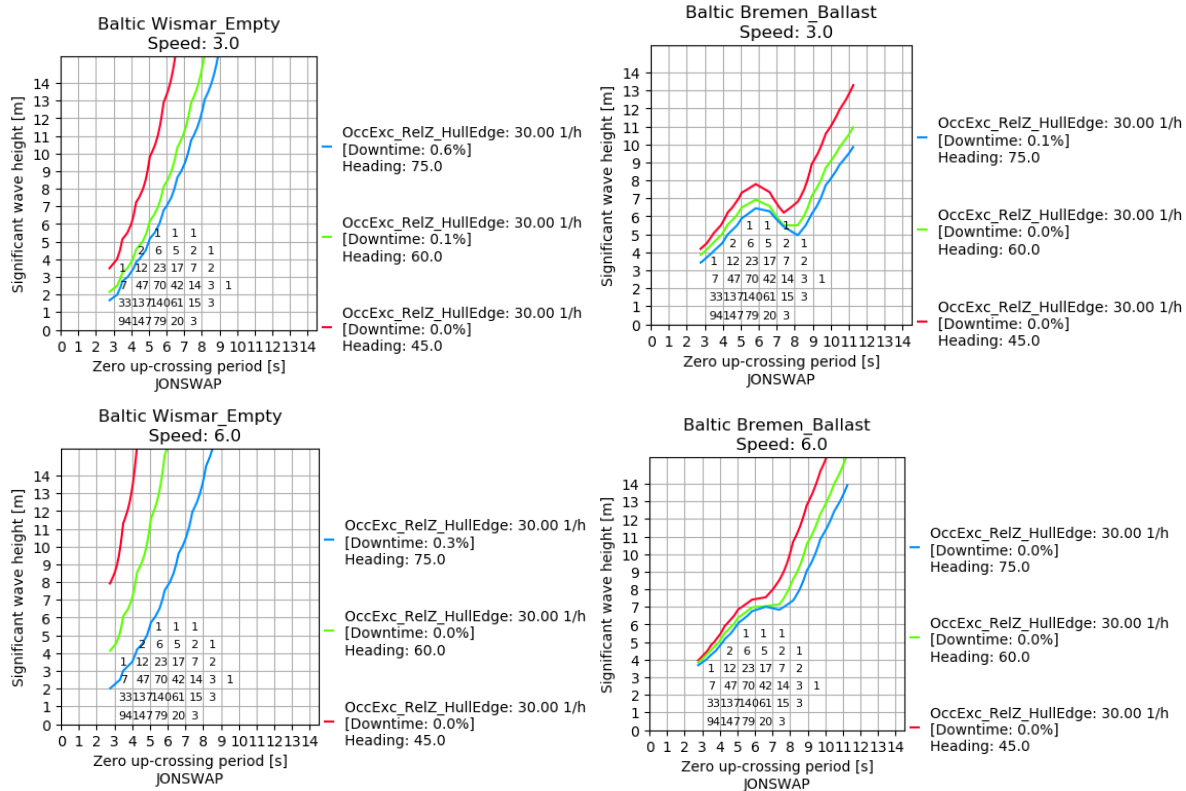 Baltic Wismar_Empty
Speed: 3.0
Significant wave height [m]
14
13
12
11
10
9
8
7
6
5
4
3
2
1
0
1 1 1
2 6 5 2 1
1 12 23 17 7 2
7 47 70 42 14 3 1
33 137 140 61 15 3
94 147 79 20 3
0 1 2 3 4 5 6 7 8 9 10 11 12 13 14
Zero up-crossing period [s]
JONSWAP
OccExc_RelZ_HullEdge: 30.00 1/h
[Downtime: 0.6%]
Heading: 75.0
OccExc_RelZ_HullEdge: 30.00 1/h
[Downtime: 0.1%]
Heading: 60.0
OccExc_RelZ_HullEdge: 30.00 1/h
[Downtime: 0.0%]
Heading: 45.0
Baltic Bremen_Ballast
Speed: 3.0
Significant wave height [m]
14
13
12
11
10
9
8
7
6
5
4
3
2
1
0
1 1 1
2 6 5 2 1
1 12 23 17 7 2
7 47 70 42 14 3 1
33 137 140 61 15 3
94 147 79 20 3
0 1 2 3 4 5 6 7 8 9 10 11 12 13 14
Zero up-crossing period [s]
JONSWAP
OccExc_RelZ_HullEdge: 30.00 1/h
[Downtime: 0.1%]
Heading: 75.0
OccExc_RelZ_HullEdge: 30.00 1/h
[Downtime: 0.0%]
Heading: 60.0
OccExc_RelZ_HullEdge: 30.00 1/h
[Downtime: 0.0%]
Heading: 45.0
Baltic Wismar_Empty
Speed: 6.0
Significant wave height [m]
14
13
12
11
10
9
8
7
6
5
4
3
2
1
0
1 1 1
2 6 5 2 1
1 12 23 17 7 2
7 47 70 42 14 3 1
33 137 140 61 15 3
94 147 79 20 3
0 1 2 3 4 5 6 7 8 9 10 11 12 13 14
Zero up-crossing period [s]
JONSWAP
OccExc_RelZ_HullEdge: 30.00 1/h
[Downtime: 0.3%]
Heading: 75.0
OccExc_RelZ_HullEdge: 30.00 1/h
[Downtime: 0.0%]
Heading: 60.0
OccExc_RelZ_HullEdge: 30.00 1/h
[Downtime: 0.0%]
Heading: 45.0
Baltic Bremen_Ballast
Speed: 6.0
Significant wave height [m]
14
13
12
11
10
9
8
7
6
5
4
3
2
1
0
1 1 1
2 6 5 2 1
1 12 23 17 7 2
7 47 70 42 14 3 1
33 137 140 61 15 3
94 147 79 20 3
0 1 2 3 4 5 6 7 8 9 10 11 12 13 14
Zero up-crossing period [s]
JONSWAP
OccExc_RelZ_HullEdge: 30.00 1/h
[Downtime: 0.0%]
Heading: 75.0
OccExc_RelZ_HullEdge: 30.00 1/h
[Downtime: 0.0%]
Heading: 60.0
OccExc_RelZ_HullEdge: 30.00 1/h
[Downtime: 0.0%]
Heading: 45.0